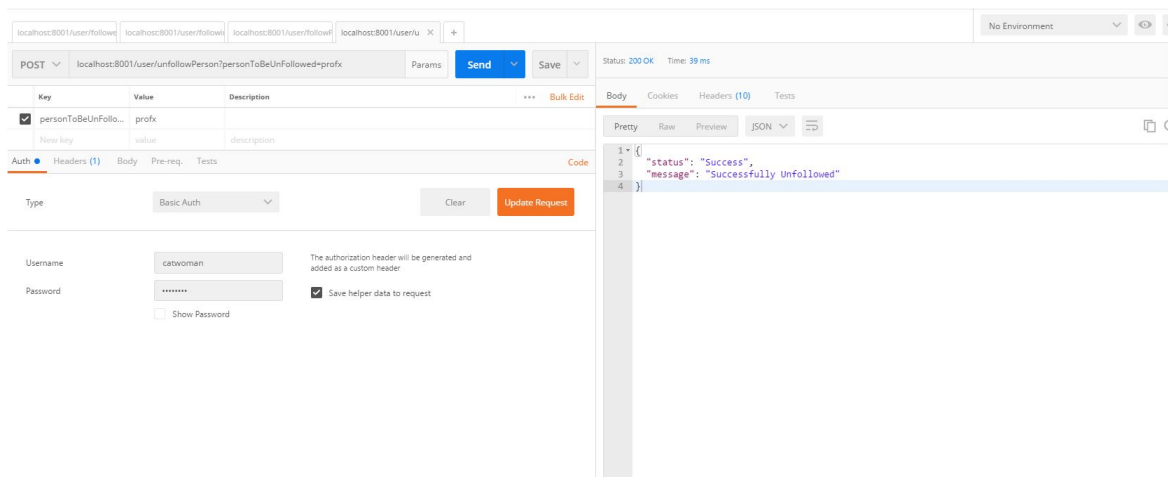 localhost:8001/user/followe
localhost:8001/user/followi
localhost:8001/user/followP
localhost:8001/user/u
+
No Environment
POST
localhost:8001/user/unfollowPerson?personToBeUnFollowed=profx
Params
Send
Save
Key Value Description ••• Bulk Edit
personToBeUnFollo... profx
New key value description
Auth Headers (1) Body Pre-req. Tests Code
Type Basic Auth Clear Update Request
Username catwoman The authorization header will be generated and
added as a custom header
Password •••••••• Save helper data to request
Show Password
Status: 200 OK Time: 39 ms
Body Cookies Headers (10) Tests
Pretty Raw Preview JSON
1 {
2 "status": "Success",
3 "message": "Successfully Unfollowed"
4 }